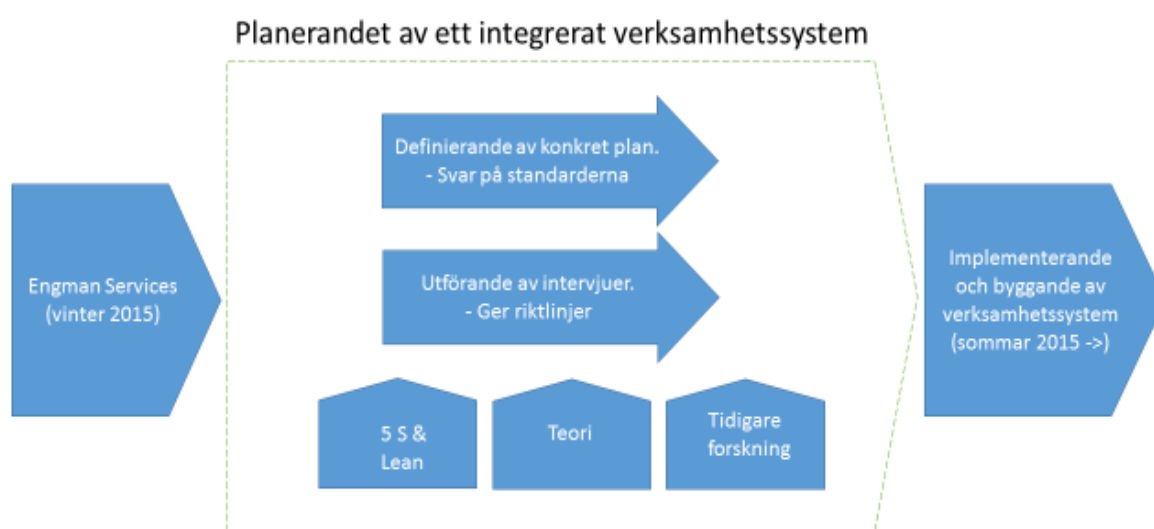 Planerandet av ett integrerat verksamhetssystem
Definierande av konkret plan.
- Svar på standarderna
Engman Services
(vinter 2015)
Utförande av intervjuer.
- Ger riktlinjer
Implementerande
och byggande av
verksamhetssystem
(sommar 2015 ->)
5 S &
Lean
Teori
Tidigare
forskning